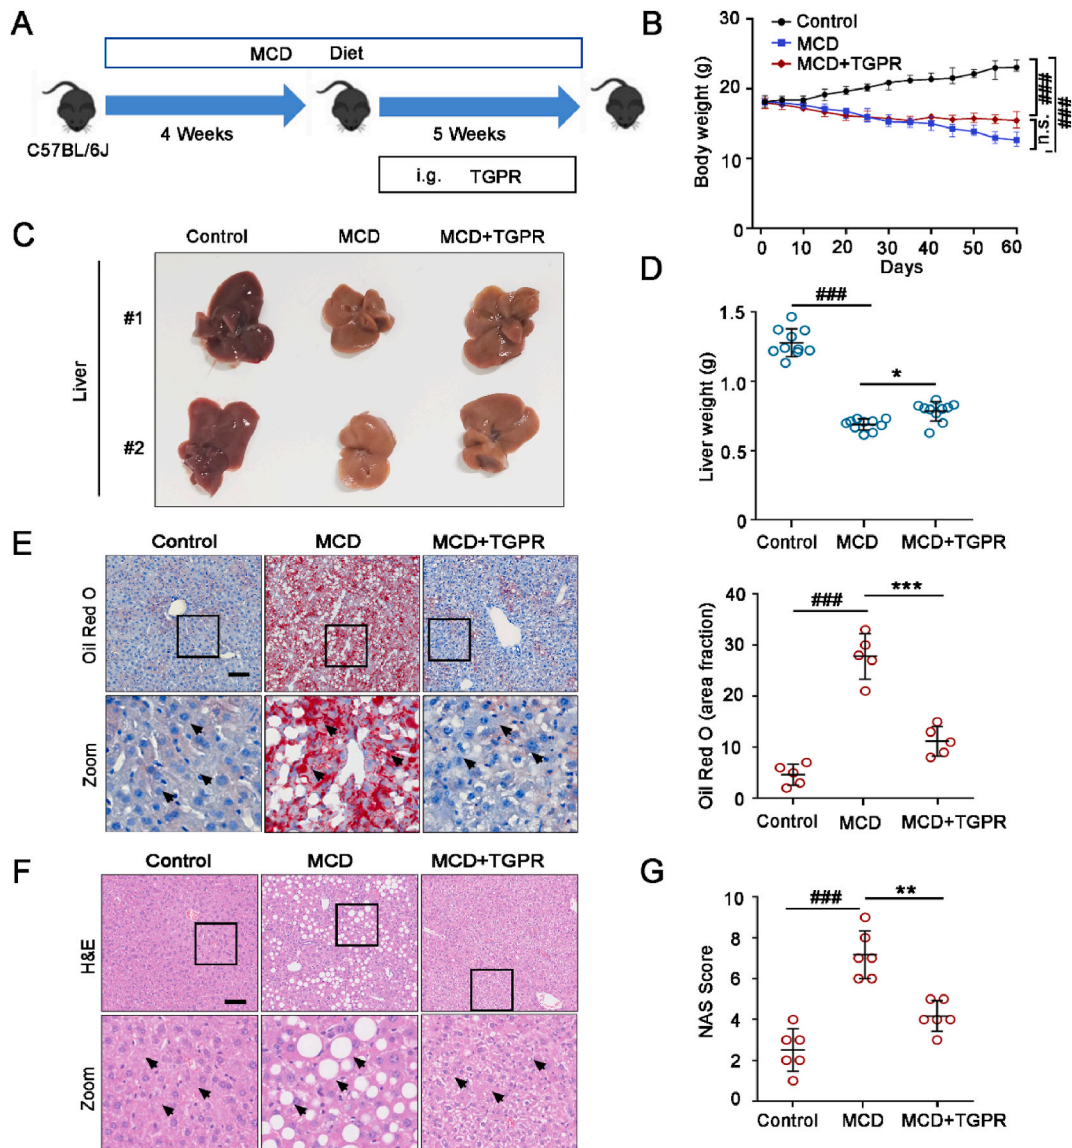 A
MCD Diet
4 Weeks
5 Weeks
C57BL/6J
i.g. TGPR
B
Control
MCD
MCD+TGPR
Body weight (g)
30
20
10
0
0
10
20
30
40
50
60
Days
n.s.
###
###
C
Control
MCD
MCD+TGPR
Liver
#1
#2
D
Liver weight (g)
1.5
1.0
0.5
0
###
*
Control
MCD
MCD+TGPR
E
Control
MCD
MCD+TGPR
Oil Red O
Zoom
Oil Red O (area fraction)
40
30
20
10
0
###
***
Control
MCD
MCD+TGPR
F
Control
MCD
MCD+TGPR
H&E
Zoom
G
NAS Score
10
8
6
4
2
0
###
**
Control
MCD
MCD+TGPR